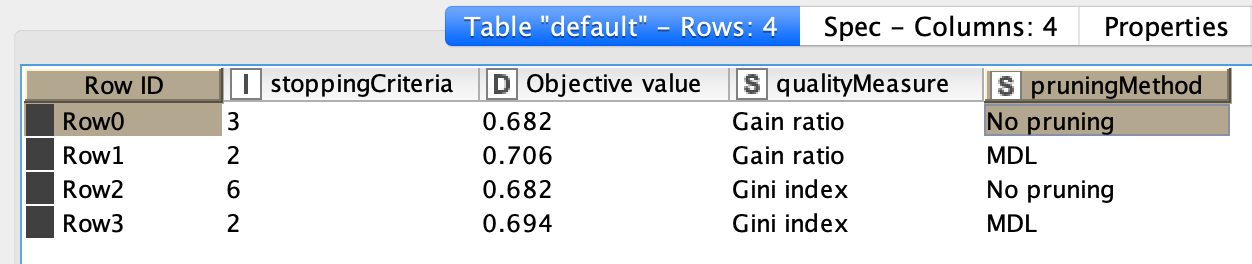 Table "default" – Rows: 4 Spec – Columns: 4 Properties
Row ID I stoppingCriteria D Objective value S qualityMeasure S pruningMethod
Row0 3 0.682 Gain ratio No pruning
Row1 2 0.706 Gain ratio MDL
Row2 6 0.682 Gini index No pruning
Row3 2 0.694 Gini index MDL